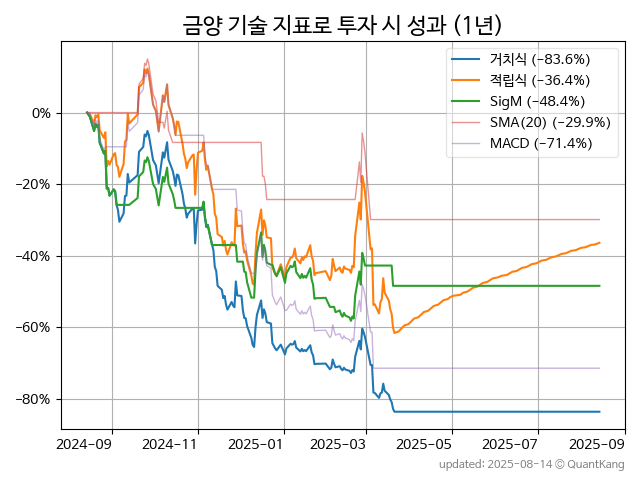 금양 기술 지표로 투자 시 성과 (1년)
거치식 (−83.6%)
적립식 (−36.4%)
SigM (−48.4%)
SMA(20) (−29.9%)
MACD (−71.4%)
0%
−20%
−40%
−60%
−80%
2024-09 2024-11 2025-01 2025-03 2025-05 2025-07 2025-09
updated: 2025-08-14 © QuantKang